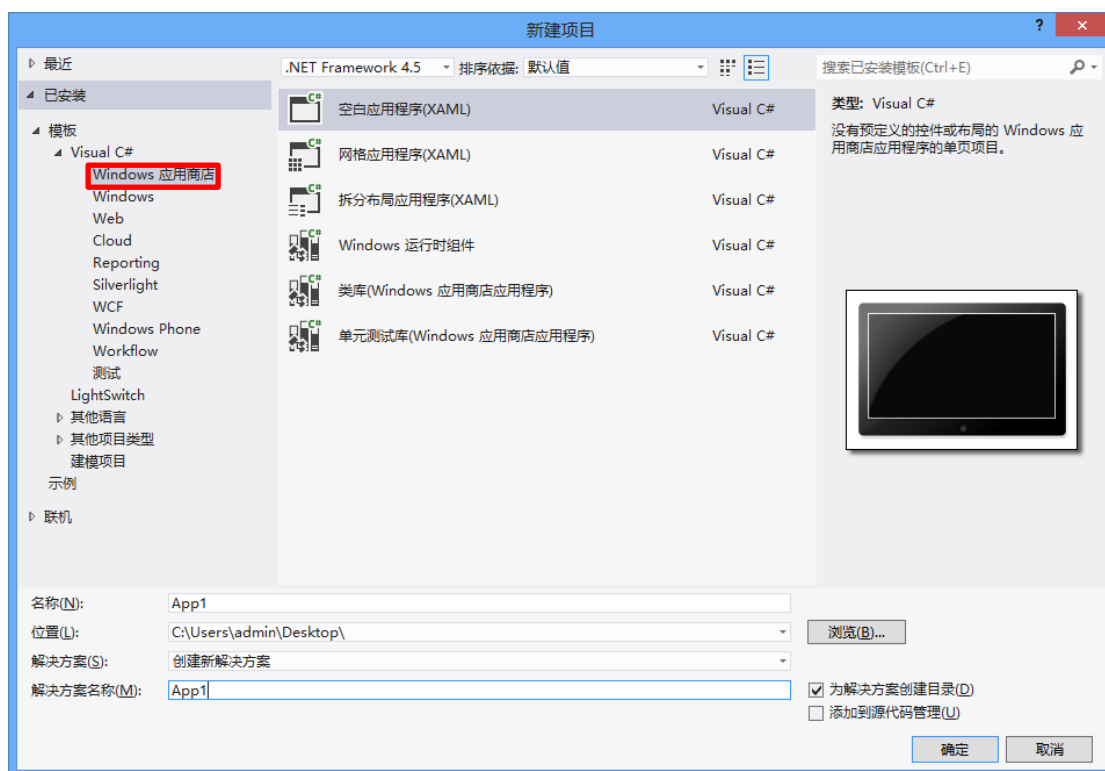 新建项目
?
最近
已安装
模板
Visual C#
Windows 应用商店
Windows
Web
Cloud
Reporting
Silverlight
WCF
Windows Phone
Workflow
测试
LightSwitch
其他语言
其他项目类型
建模项目
示例
联机
.NET Framework 4.5
排序依据: 默认值
空白应用程序(XAML) Visual C#
网格应用程序(XAML) Visual C#
拆分布局应用程序(XAML) Visual C#
Windows 运行时组件 Visual C#
类库(Windows 应用商店应用程序) Visual C#
单元测试库(Windows 应用商店应用程序) Visual C#
搜索已安装模板(Ctrl+E)
类型: Visual C#
没有预定义的控件或布局的 Windows 应
用商店应用程序的单页项目。
名称(N): App1
位置(L): C:\Users\admin\Desktop\ 浏览(B)...
解决方案(S): 创建新解决方案
解决方案名称(M): App1
为解决方案创建目录(D)
添加到源代码管理(U)
确定 取消